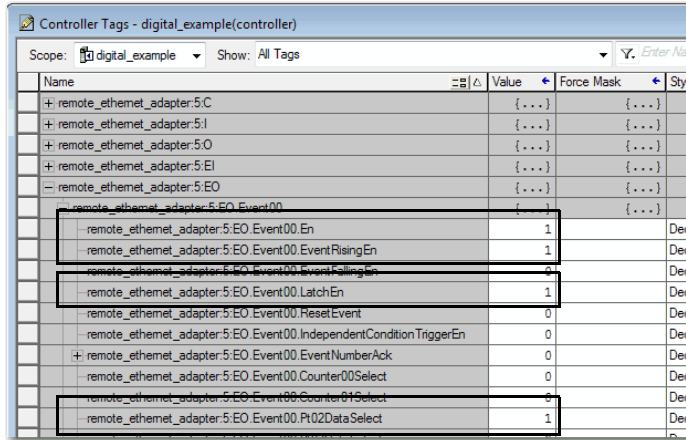 Controller Tags - digital_example(controller)
Scope: digital_example Show: All Tags Enter Na
Name Value Force Mask Sty
remote_ethernet_adapter:5:C {...} {...}
remote_ethernet_adapter:5:I {...} {...}
remote_ethernet_adapter:5:O {...} {...}
remote_ethernet_adapter:5:EI {...} {...}
remote_ethernet_adapter:5:EO {...} {...}
remote_ethernet_adapter:5:EO.Event00 {...} {...}
remote_ethernet_adapter:5:EO.Event00.En 1 Dec
remote_ethernet_adapter:5:EO.Event00.EventRisingEn 1 Dec
remote_ethernet_adapter:5:EO.Event00.EventFallingEn 0 Dec
remote_ethernet_adapter:5:EO.Event00.LatchEn 1 Dec
remote_ethernet_adapter:5:EO.Event00.ResetEvent 0 Dec
remote_ethernet_adapter:5:EO.Event00.IndependentConditionTriggerEn 0 Dec
remote_ethernet_adapter:5:EO.Event00.EventNumberAck 0 Dec
remote_ethernet_adapter:5:EO.Event00.Counter00Select 0 Dec
remote_ethernet_adapter:5:EO.Event00.Counter01Select 0 Dec
remote_ethernet_adapter:5:EO.Event00.Pt02DataSelect 1 Dec